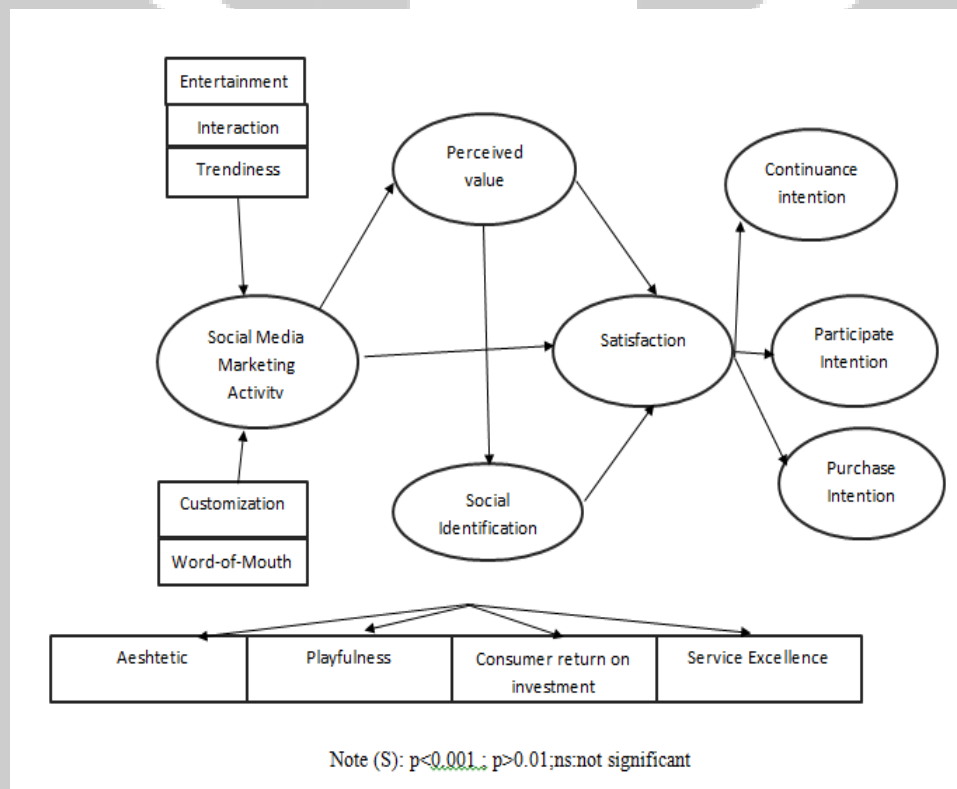 Entertainment
Interaction
Trendiness
Perceived
value
Continuance
intention
Social Media
Marketing
Activity
Satisfaction
Participate
Intention
Customization
Word-of-Mouth
Social
Identification
Purchase
Intention
Aeshtetic
Playfulness
Consumer return on
investment
Service Excellence
Note (S): p<0.001 ; p>0.01;ns:not significant